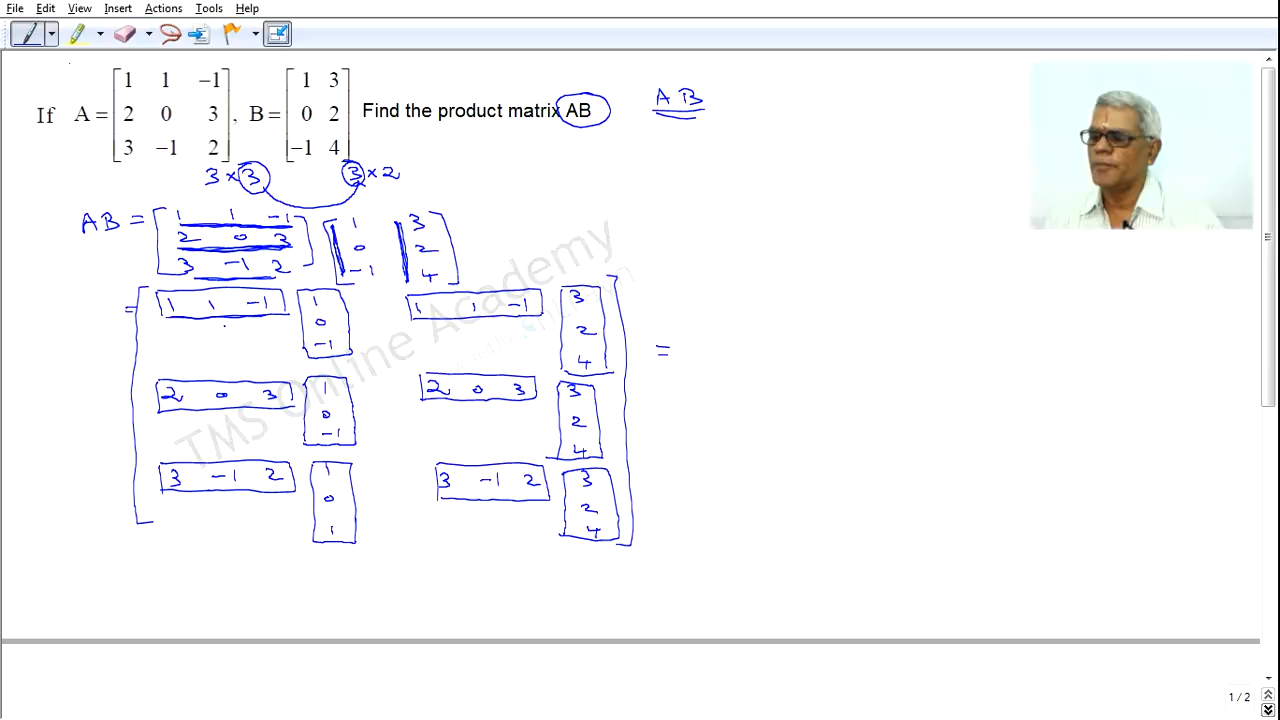 File Edit View Insert Actions Tools Help
If A = [1 1 −1; 2 0 3; 3 −1 2], B = [1 3; 0 2; −1 4] Find the product matrix AB
AB
3 × 3 3 × 2
AB = [1 1 −1; 2 0 3; 3 −1 2] [1 3; 0 2; −1 4]
= [ 1 1 −1 1 1 1 −1 3
0 2
−1 4 =
2 0 3 1 2 0 3 3
0 2
−1 4
3 −1 2 1 3 −1 2 3
0 2
1 4 ]
TMS Online Academy
1 / 2